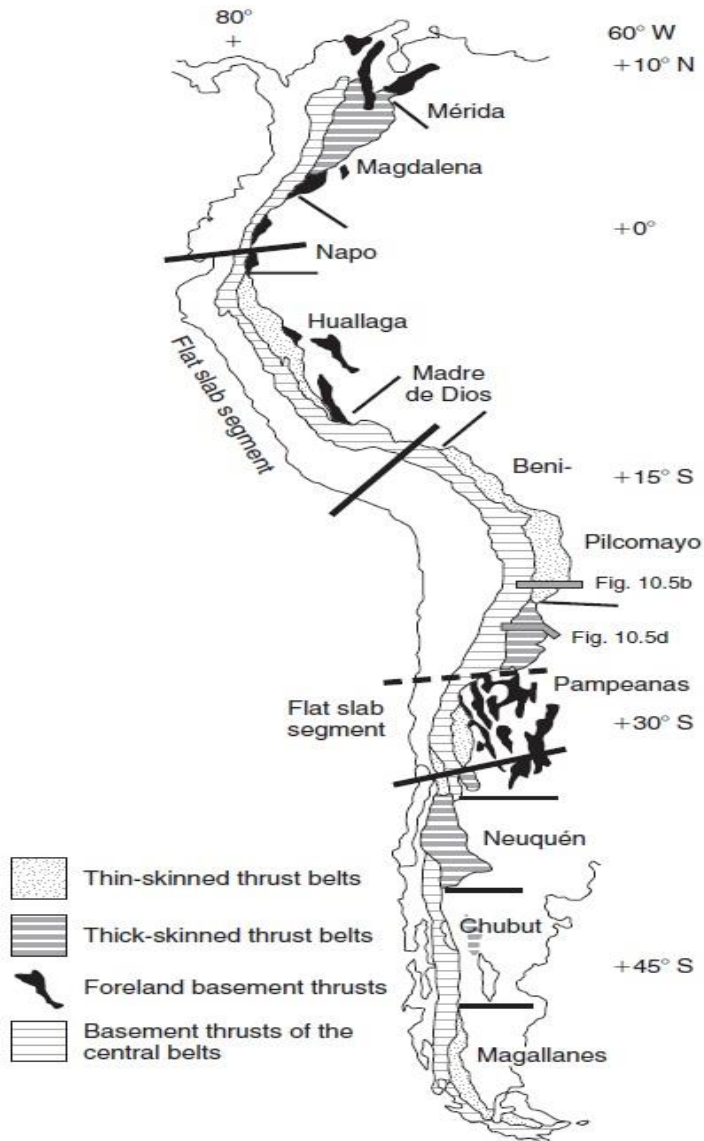 80°
+
60° W
+10° N
Mérida
Magdalena
+0°
Napo
Huallaga
Flat slab segment
Madre
de Dios
Beni-
+15° S
Pilcomayo
Fig. 10.5b
Fig. 10.5d
Pampeanas
Flat slab
segment
+30° S
Neuquén
Thin-skinned thrust belts
Chubut
Thick-skinned thrust belts
+45° S
Foreland basement thrusts
Basement thrusts of the
central belts
Magallanes